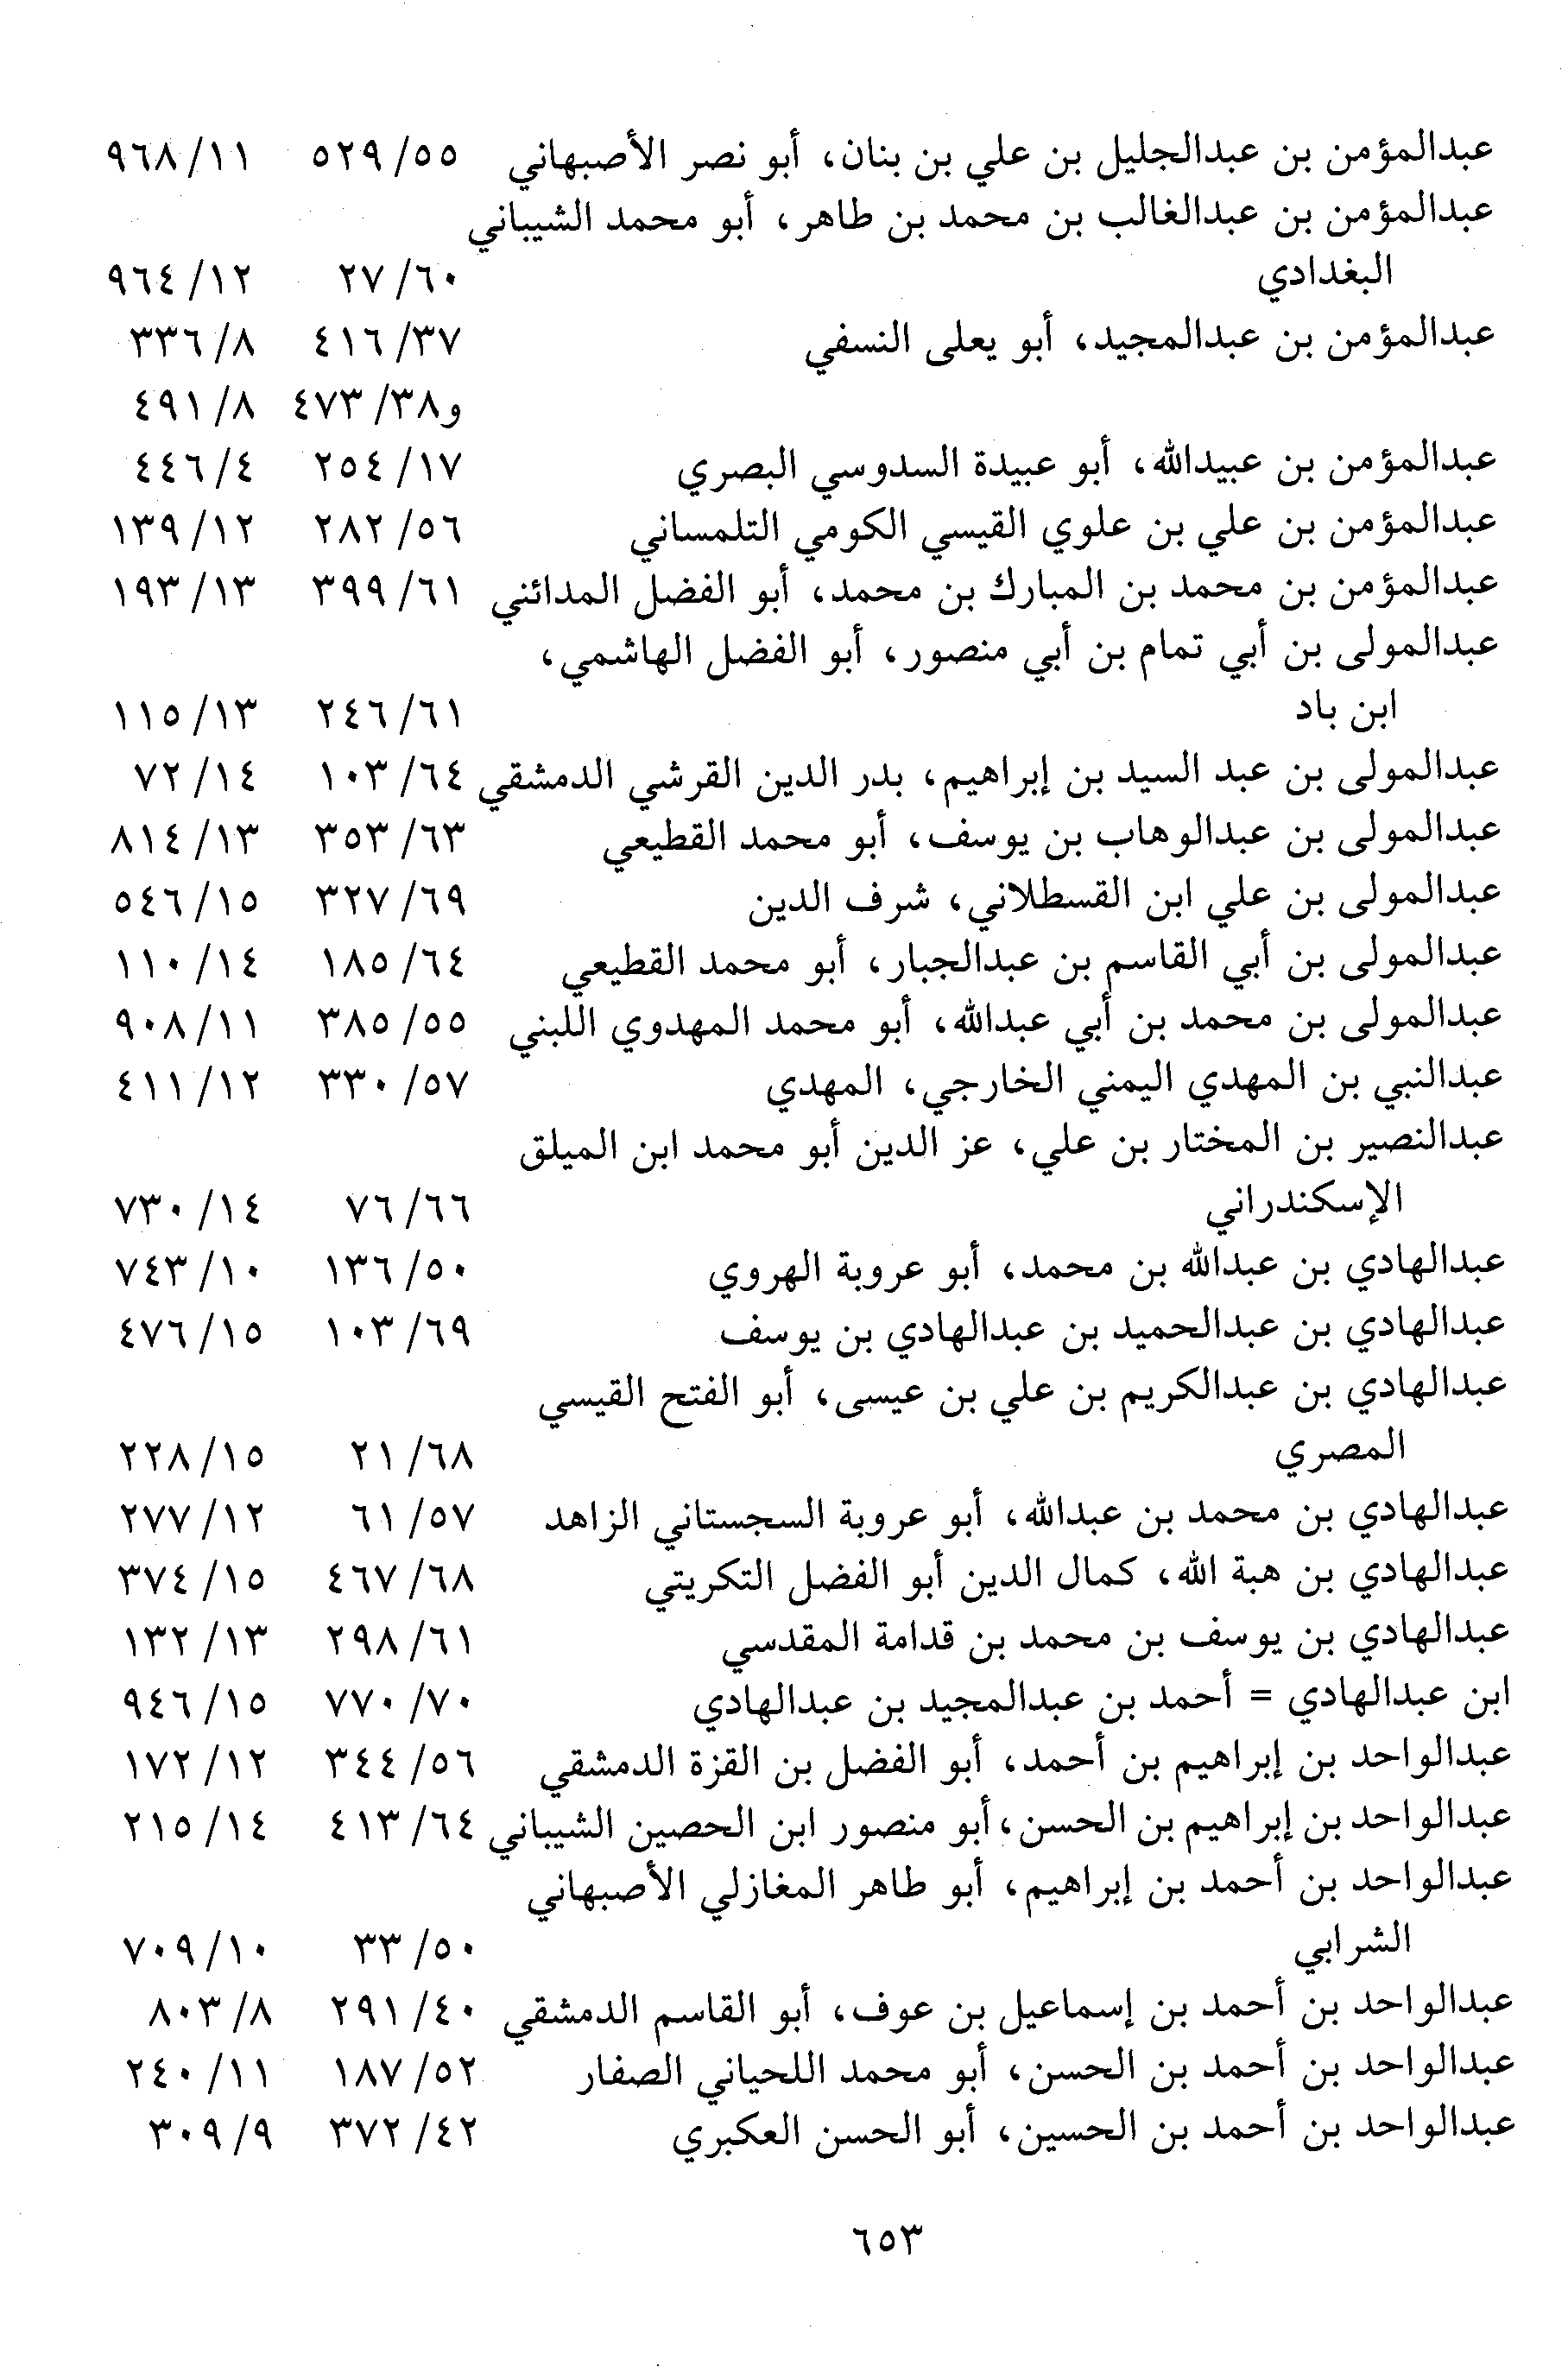 عبدالمؤمن بن عبدالجليل بن علي بن بنان، أبو نصر الأصبهاني ٥٥/ ٥٢٩ ١١/ ٩٦٨
عبدالمؤمن بن عبدالغالب بن محمد بن طاهر، أبو محمد الشيباني
البغدادي ٦٠/ ٢٧ ١٢/ ٩٦٤
عبدالمؤمن بن عبدالمجيد، أبو يعلى النسفي ٣٧/ ٤١٦ ٨/ ٣٣٦
و٣٨/ ٤٧٣ ٨/ ٤٩١
عبدالمؤمن بن عبيدالله، أبو عبيدة السدوسي البصري ١٧/ ٢٥٤ ٤/ ٤٤٦
عبدالمؤمن بن علي بن علوي القيسي الكومي التلمساني ٥٦/ ٢٨٢ ١٢/ ١٣٩
عبدالمؤمن بن محمد بن المبارك بن محمد، أبو الفضل المدائني ٦١/ ٣٩٩ ١٣/ ١٩٣
عبدالمولى بن أبي تمام بن أبي منصور، أبو الفضل الهاشمي،
ابن باد ٦١/ ٢٤٦ ١٣/ ١١٥
عبدالمولى بن عبد السيد بن إبراهيم، بدر الدين القرشي الدمشقي ٦٤/ ١٠٣ ١٤/ ٧٢
عبدالمولى بن عبدالوهاب بن يوسف، أبو محمد القطيعي ٦٣/ ٣٥٣ ١٣/ ٨١٤
عبدالمولى بن علي ابن القسطلاني، شرف الدين ٦٩/ ٣٢٧ ١٥/ ٥٤٦
عبدالمولى بن أبي القاسم بن عبدالجبار، أبو محمد القطيعي ٦٤/ ١٨٥ ١٤/ ١١٠
عبدالمولى بن محمد بن أبي عبدالله، أبو محمد المهدوي اللبني ٥٥/ ٣٨٥ ١١/ ٩٠٨
عبدالنبي بن المهدي اليمني الخارجي، المهدي ٥٧/ ٣٣٠ ١٢/ ٤١١
عبدالنصير بن المختار بن علي، عز الدين أبو محمد ابن الميلق
الإسكندراني ٦٦/ ٧٦ ١٤/ ٧٣٠
عبدالهادي بن عبدالله بن محمد، أبو عروبة الهروي ٥٠/ ١٣٦ ١٠/ ٧٤٣
عبدالهادي بن عبدالحميد بن عبدالهادي بن يوسف ٦٩/ ١٠٣ ١٥/ ٤٧٦
عبدالهادي بن عبدالكريم بن علي بن عيسى، أبو الفتح القيسي
المصري ٦٨/ ٢١ ١٥/ ٢٢٨
عبدالهادي بن محمد بن عبدالله، أبو عروبة السجستاني الزاهد ٥٧/ ٦١ ١٢/ ٢٧٧
عبدالهادي بن هبة الله، كمال الدين أبو الفضل التكريتي ٦٨/ ٤٦٧ ١٥/ ٣٧٤
عبدالهادي بن يوسف بن محمد بن قدامة المقدسي ٦١/ ٢٩٨ ١٣/ ١٣٢
ابن عبدالهادي = أحمد بن عبدالمجيد بن عبدالهادي ٧٠/ ٧٧٠ ١٥/ ٩٤٦
عبدالواحد بن إبراهيم بن أحمد، أبو الفضل بن القزة الدمشقي ٥٦/ ٣٤٤ ١٢/ ١٧٢
عبدالواحد بن إبراهيم بن الحسن، أبو منصور ابن الحصين الشيباني ٦٤/ ٤١٣ ١٤/ ٢١٥
عبدالواحد بن أحمد بن إبراهيم، أبو طاهر المغازلي الأصبهاني
الشرابي ٥٠/ ٣٣ ١٠/ ٧٠٩
عبدالواحد بن أحمد بن إسماعيل بن عوف، أبو القاسم الدمشقي ٤٠/ ٢٩١ ٨/ ٨٠٣
عبدالواحد بن أحمد بن الحسن، أبو محمد اللحياني الصفار ٥٢/ ١٨٧ ١١/ ٢٤٠
عبدالواحد بن أحمد بن الحسين، أبو الحسن العكبري ٤٢/ ٣٧٢ ٩/ ٣٠٩
٦٥٣